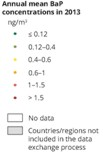 Annual mean BaP
concentrations in 2013
ng/m³
≤ 0.12
0.12–0.4
0.4–0.6
0.6–1
1–1.5
> 1.5
No data
Countries/regions not
included in the data
exchange process